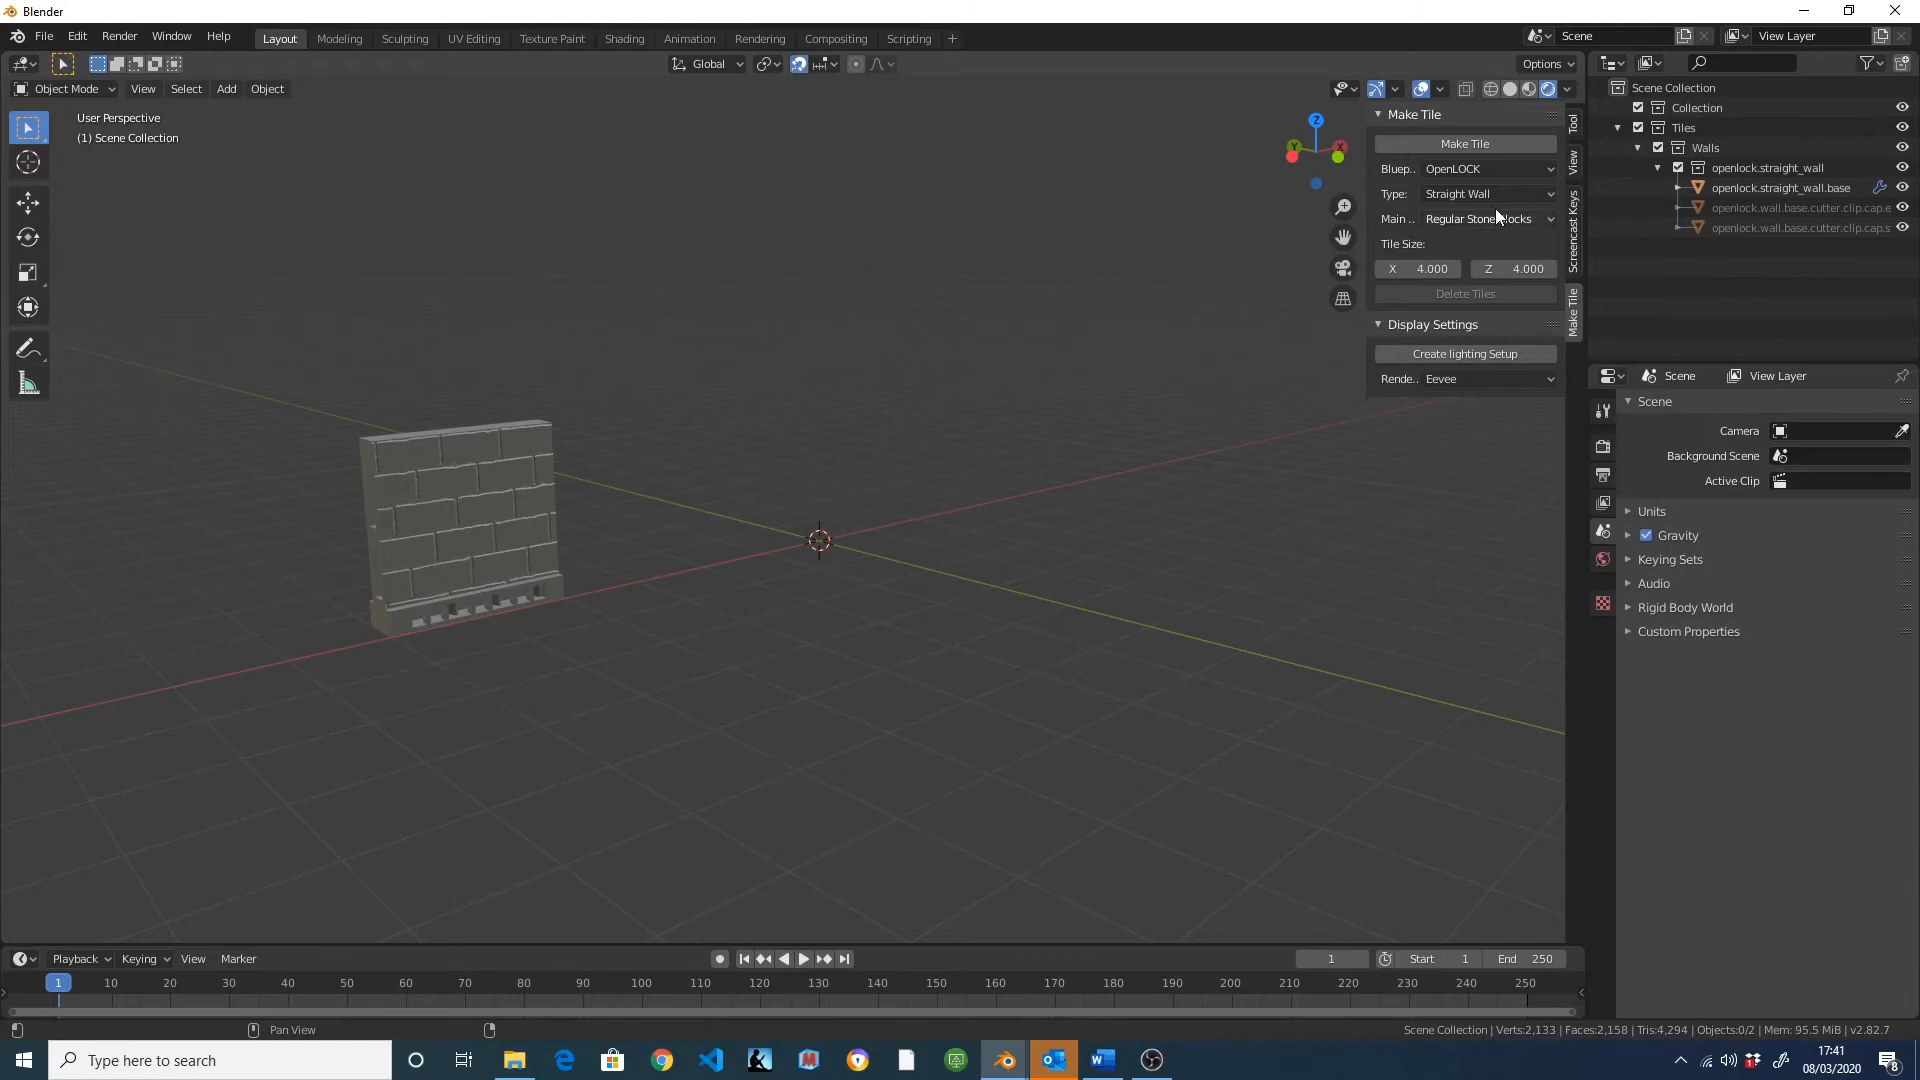 Blender
File Edit Render Window Help
Layout Modeling Sculpting UV Editing Texture Paint Shading Animation Rendering Compositing Scripting +
Scene
View Layer
Global
Options
Object Mode View Select Add Object
User Perspective
(1) Scene Collection
Z
Y
X
Make Tile
Make Tile
Bluep.. OpenLOCK
Type: Straight Wall
Main .. Regular Stone
Tile Size:
X 4.000 Z 4.000
Delete Tiles
Display Settings
Create lighting Setup
Rende.. Eevee
Tool
View
Screencast Keys
Make Tile
Scene Collection
Collection
Tiles
Walls
openlock.straight_wall
openlock.straight_wall.base
openlock.wall.base.cutter.clip.cap.e
openlock.wall.base.cutter.clip.cap.s
Scene View Layer
Scene
Camera
Background Scene
Active Clip
Units
Gravity
Keying Sets
Audio
Rigid Body World
Custom Properties
Playback Keying View Marker
1 Start 1 End 250
1 10 20 30 40 50 60 70 80 90 100 110 120 130 140 150 160 170 180 190 200 210 220 230 240 250
Pan View
Scene Collection | Verts:2,133 | Faces:2,158 | Tris:4,294 | Objects:0/2 | Mem: 95.5 MiB | v2.82.7
Type here to search
17:41
08/03/2020
8